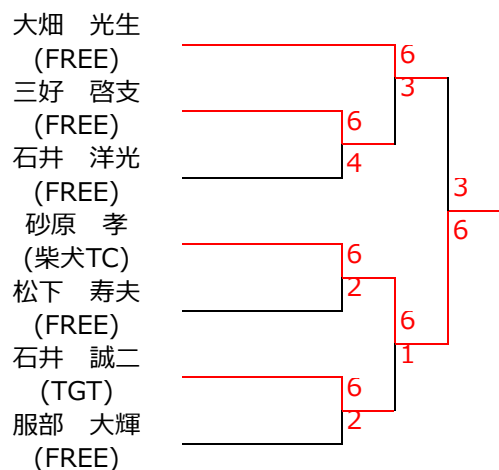 大畑　光生
(FREE)
三好　啓支
(FREE)
石井　洋光
(FREE)
砂原　孝
(柴犬TC)
松下　寿夫
(FREE)
石井　誠二
(TGT)
服部　大輝
(FREE)
6
4
6
2
6
2
6
3
6
1
3
6